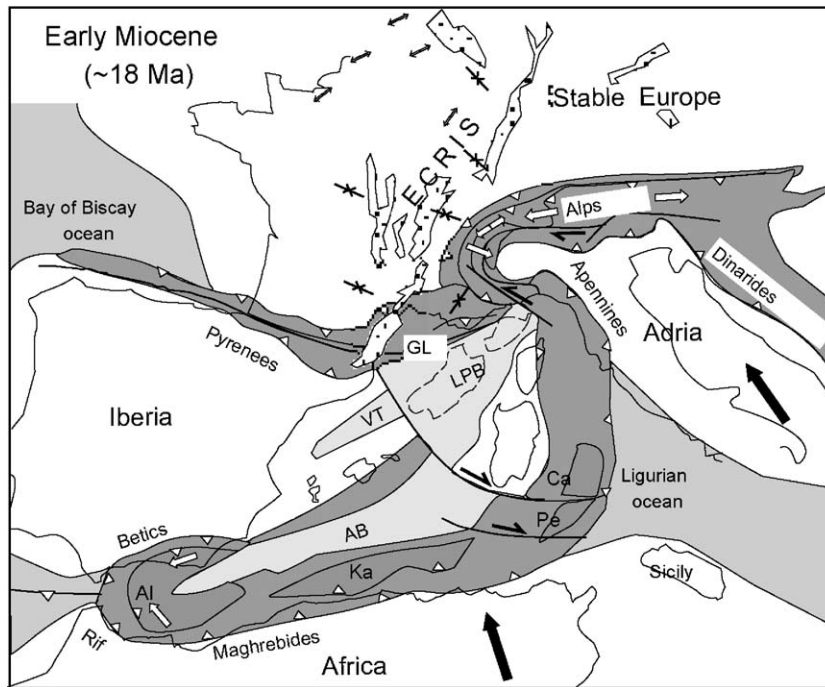 Early Miocene
(~18 Ma)
Stable Europe
ECRIS
Bay of Biscay
ocean
Alps
Dinarides
Apennines
Adria
Pyrenees
GL
LPB
VT
Iberia
Ca
Ligurian
ocean
Pe
AB
Betics
Ka
Sicily
Al
Rif
Maghrebides
Africa